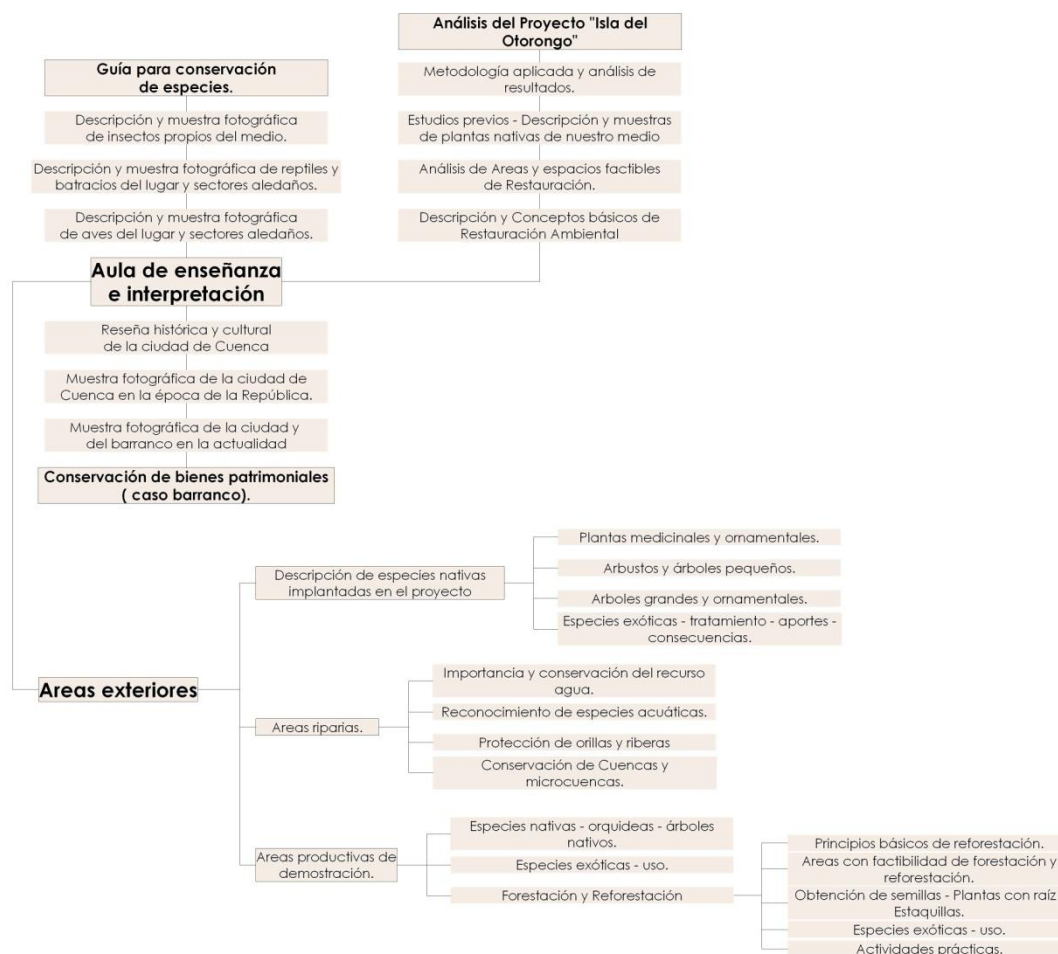 Análisis del Proyecto "Isla del
Otorongo"
Metodología aplicada y análisis de
resultados.
Estudios previos - Descripción y muestras
de plantas nativas de nuestro medio
Análisis de Areas y espacios factibles
de Restauración.
Descripción y Conceptos básicos de
Restauración Ambiental
Guía para conservación
de especies.
Descripción y muestra fotográfica
de insectos propios del medio.
Descripción y muestra fotográfica de reptiles y
batracios del lugar y sectores aledaños.
Descripción y muestra fotográfica
de aves del lugar y sectores aledaños.
Aula de enseñanza
e interpretación
Reseña histórica y cultural
de la ciudad de Cuenca
Muestra fotográfica de la ciudad de
Cuenca en la época de la República.
Muestra fotográfica de la ciudad y
del barranco en la actualidad
Conservación de bienes patrimoniales
( caso barranco).
Areas exteriores
Descripción de especies nativas
implantadas en el proyecto
Plantas medicinales y ornamentales.
Arbustos y árboles pequeños.
Arboles grandes y ornamentales.
Especies exóticas - tratamiento - aportes -
consecuencias.
Areas riparias.
Importancia y conservación del recurso
agua.
Reconocimiento de especies acuáticas.
Protección de orillas y riberas
Conservación de Cuencas y
microcuencas.
Areas productivas de
demostración.
Especies nativas - orquideas - árboles
nativos.
Especies exóticas - uso.
Forestación y Reforestación
Principios básicos de reforestación.
Areas con factibilidad de forestación y
reforestación.
Obtención de semillas - Plantas con raíz
Estaquillas.
Especies exóticas - uso.
Actividades prácticas.